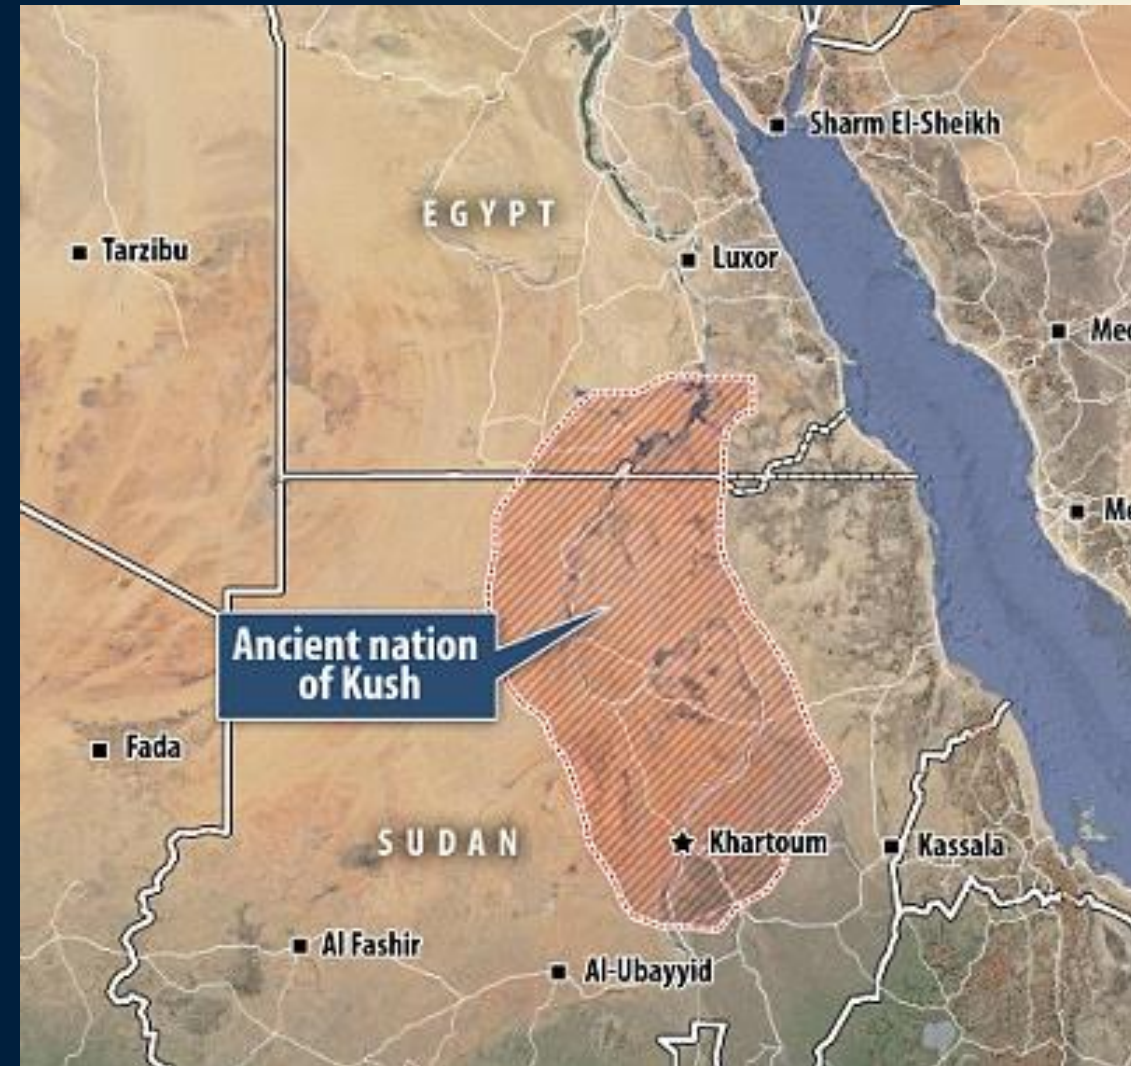 Sharm El-Sheikh
EGYPT
Tarzibu
Luxor
Ancient nation
of Kush
Fada
SUDAN
Khartoum
Kassala
Al Fashir
Al-Ubayyid